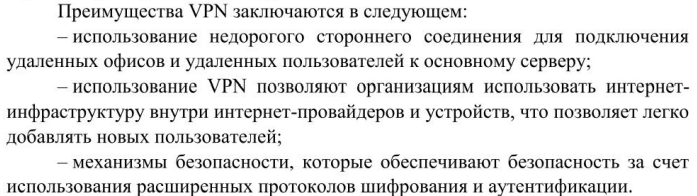 Преимущества VPN заключаются в следующем:
– использование недорогого стороннего соединения для подключения
удаленных офисов и удаленных пользователей к основному серверу;
– использование VPN позволяют организациям использовать интернет-
инфраструктуру внутри интернет-провайдеров и устройств, что позволяет легко
добавлять новых пользователей;
– механизмы безопасности, которые обеспечивают безопасность за счет
использования расширенных протоколов шифрования и аутентификации.